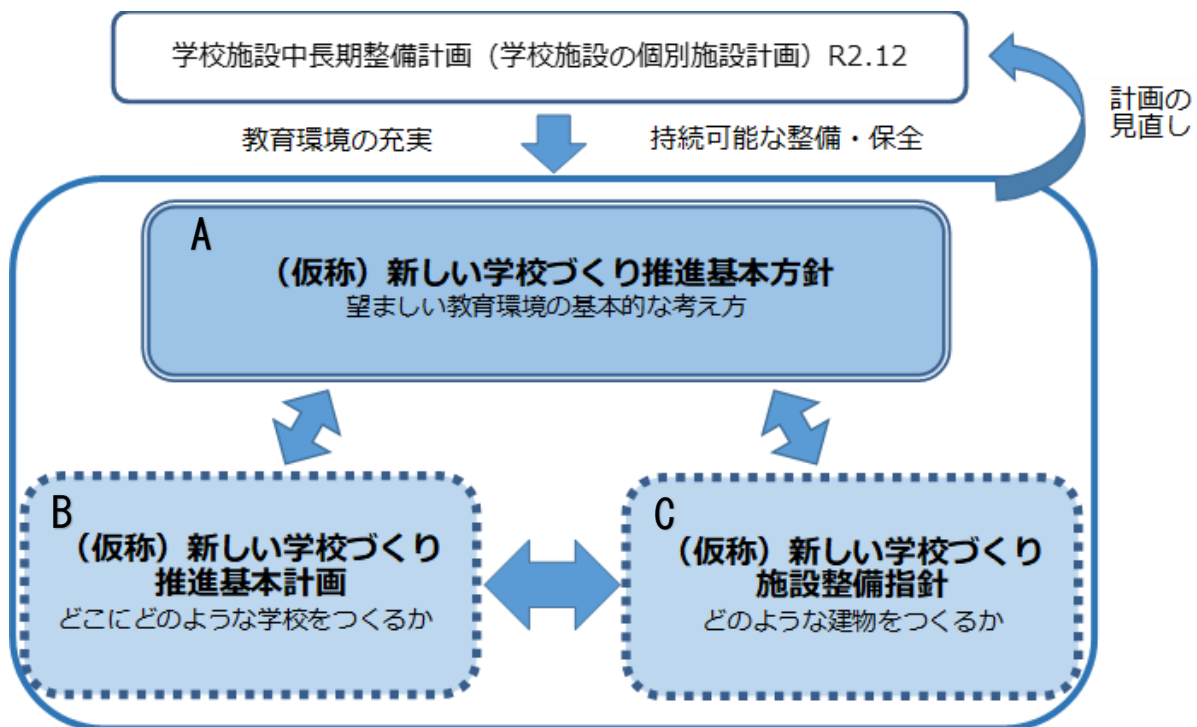 学校施設中長期整備計画（学校施設の個別施設計画）R2.12
計画の
見直し
教育環境の充実
持続可能な整備・保全
A
（仮称）新しい学校づくり推進基本方針
望ましい教育環境の基本的な考え方
B
（仮称）新しい学校づくり
推進基本計画
どこにどのような学校をつくるか
C
（仮称）新しい学校づくり
施設整備指針
どのような建物をつくるか